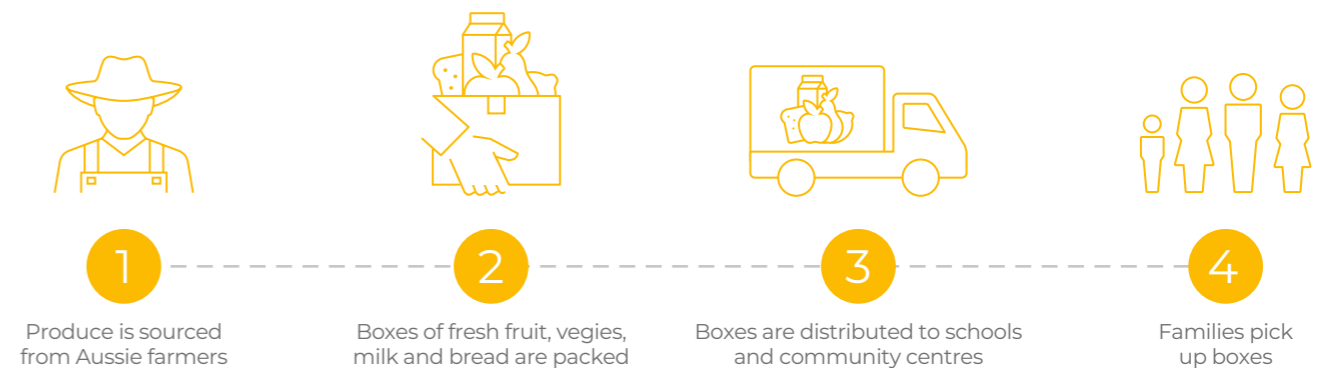 1
2
3
4
Produce is sourced
from Aussie farmers
Boxes of fresh fruit, vegies,
milk and bread are packed
Boxes are distributed to schools
and community centres
Families pick
up boxes